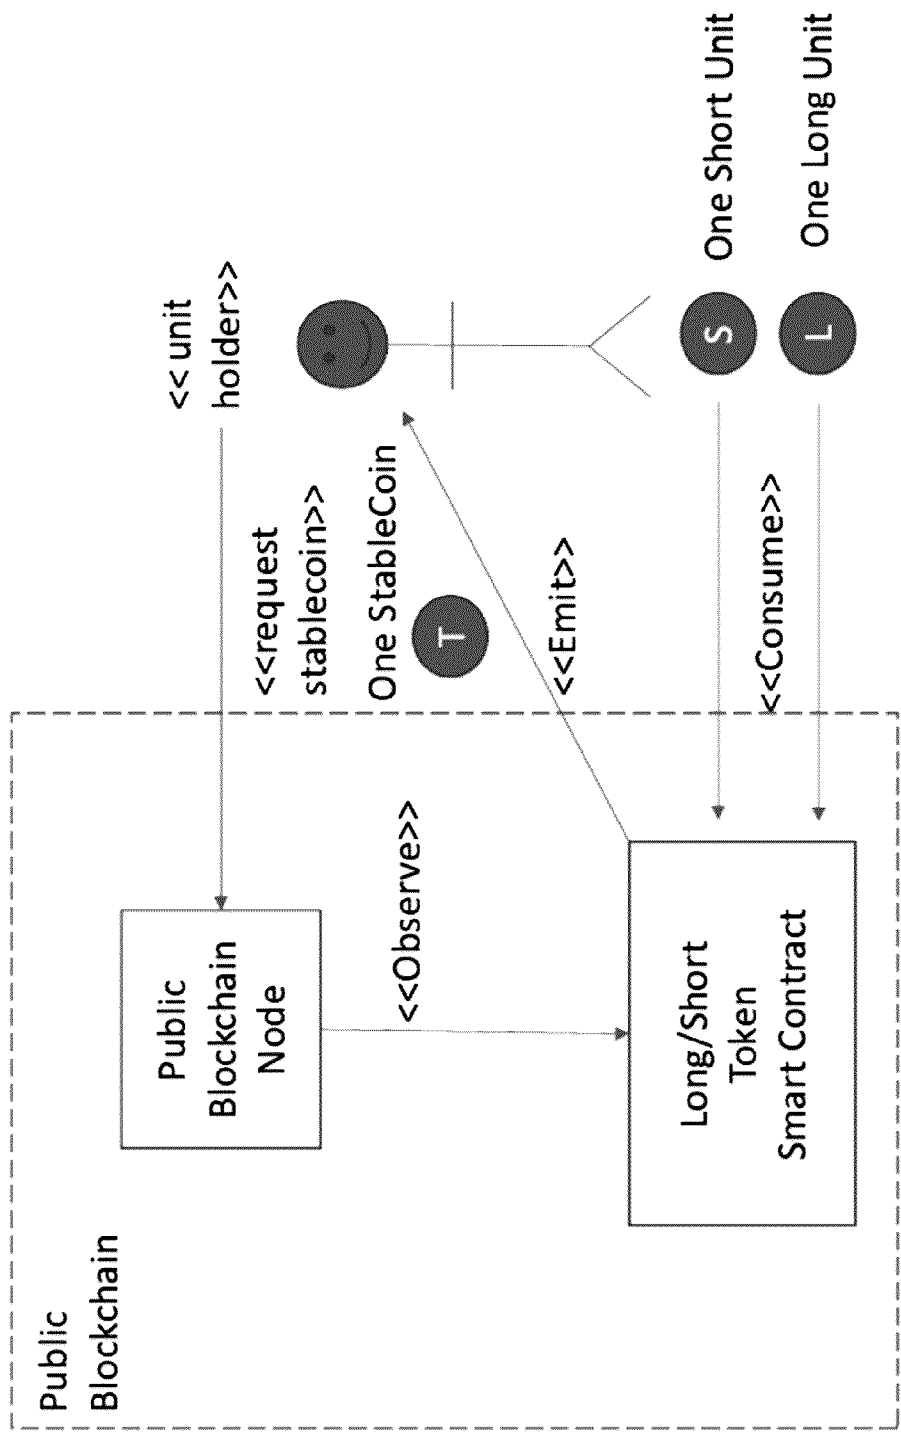 Public
Blockchain
Public
Blockchain
Node
<<Observe>>
Long/Short
Token
Smart Contract
<<request
stablecoin>>
One StableCoin
T
<<Emit>>
<<Consume>>
<< unit
holder>>
S
One Short Unit
L
One Long Unit